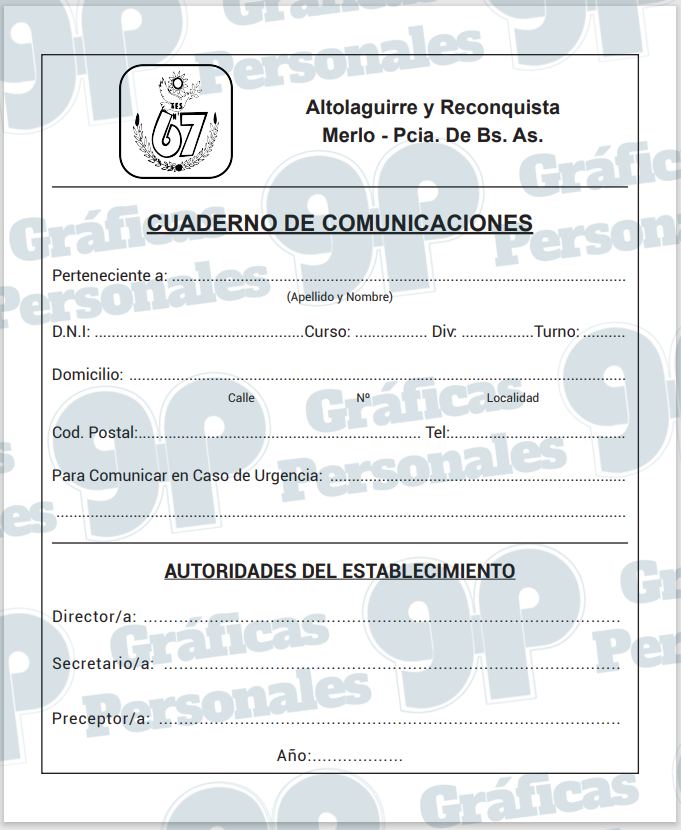 E.E.S.
Nº
67
Altolaguirre y Reconquista
Merlo - Pcia. De Bs. As.
CUADERNO DE COMUNICACIONES
Perteneciente a: ................................................
(Apellido y Nombre)
D.N.I: ................................Curso: ................. Div: .................Turno: ..........
Domicilio: ................................................
Calle Nº Localidad
Cod. Postal:................................................ Tel:................................
Para Comunicar en Caso de Urgencia: ................................................
................................................
AUTORIDADES DEL ESTABLECIMIENTO
Director/a: ................................................
Secretario/a: ................................................
Preceptor/a: ................................................
Año:..................
gp Gráficas Personales